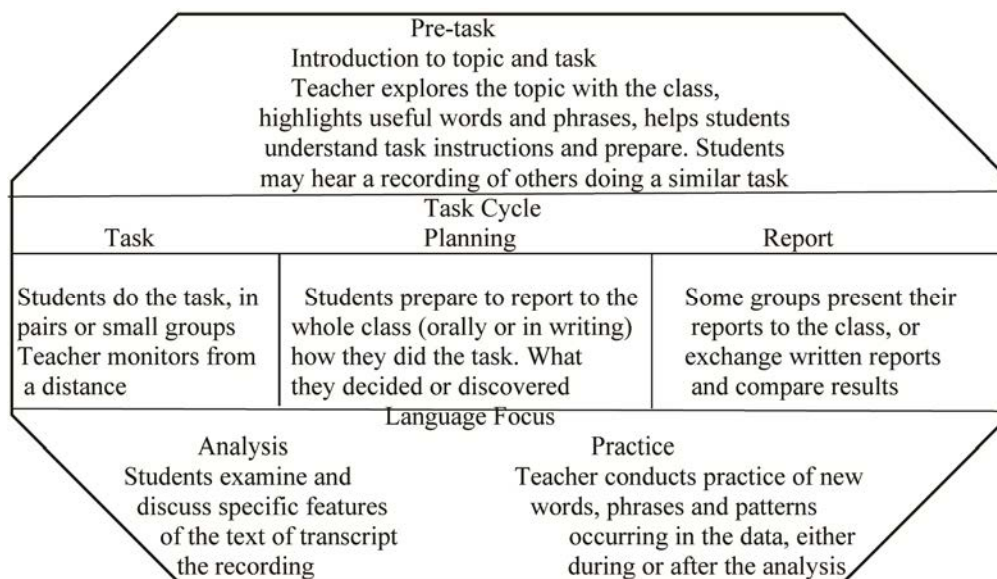 Pre-task
Introduction to topic and task
Teacher explores the topic with the class,
highlights useful words and phrases, helps students
understand task instructions and prepare. Students
may hear a recording of others doing a similar task
Task Cycle
Task Planning Report
Students do the task, in
pairs or small groups
Teacher monitors from
a distance
Students prepare to report to the
whole class (orally or in writing)
how they did the task. What
they decided or discovered
Some groups present their
reports to the class, or
exchange written reports
and compare results
Language Focus
Analysis
Students examine and
discuss specific features
of the text of transcript
the recording
Practice
Teacher conducts practice of new
words, phrases and patterns
occurring in the data, either
during or after the analysis